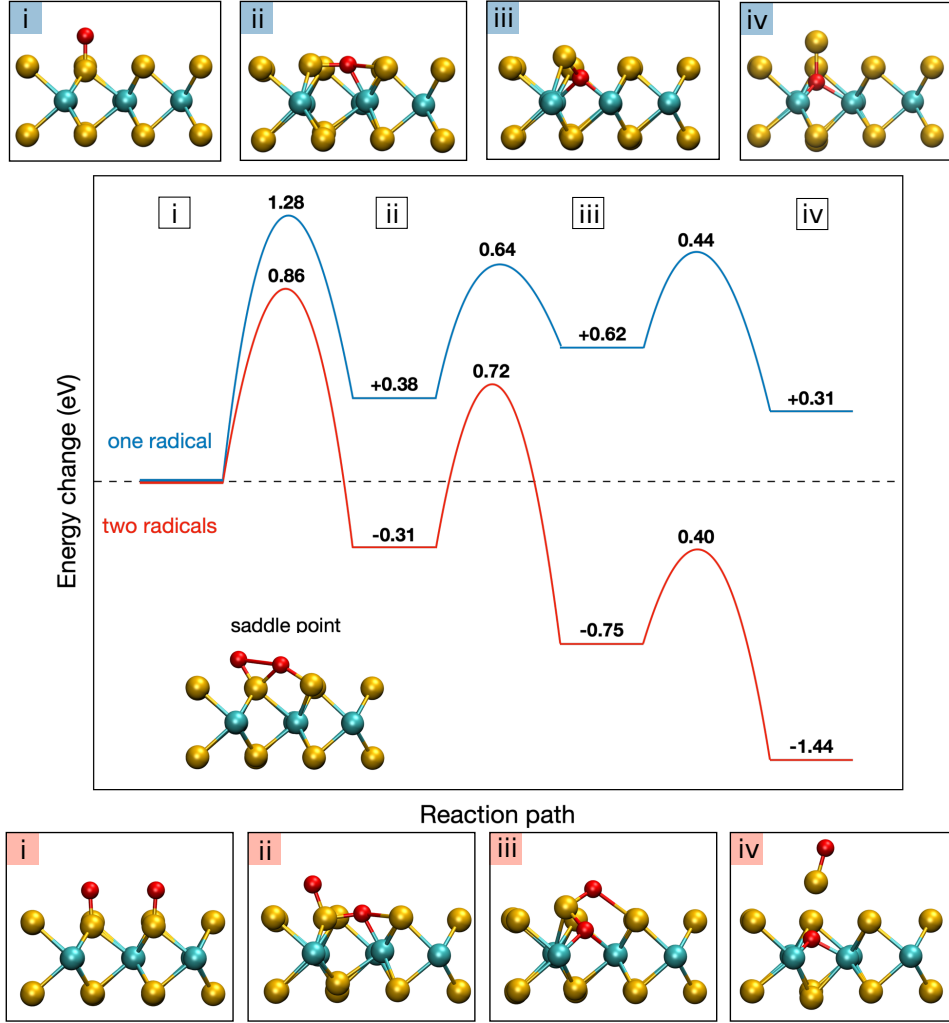 i
ii
iii
iv
i
ii
iii
iv
1.28
0.86
0.64
0.44
+0.62
+0.38
+0.31
0.72
one radical
two radicals
-0.31
0.40
-0.75
-1.44
saddle point
Energy change (eV)
Reaction path
i
ii
iii
iv